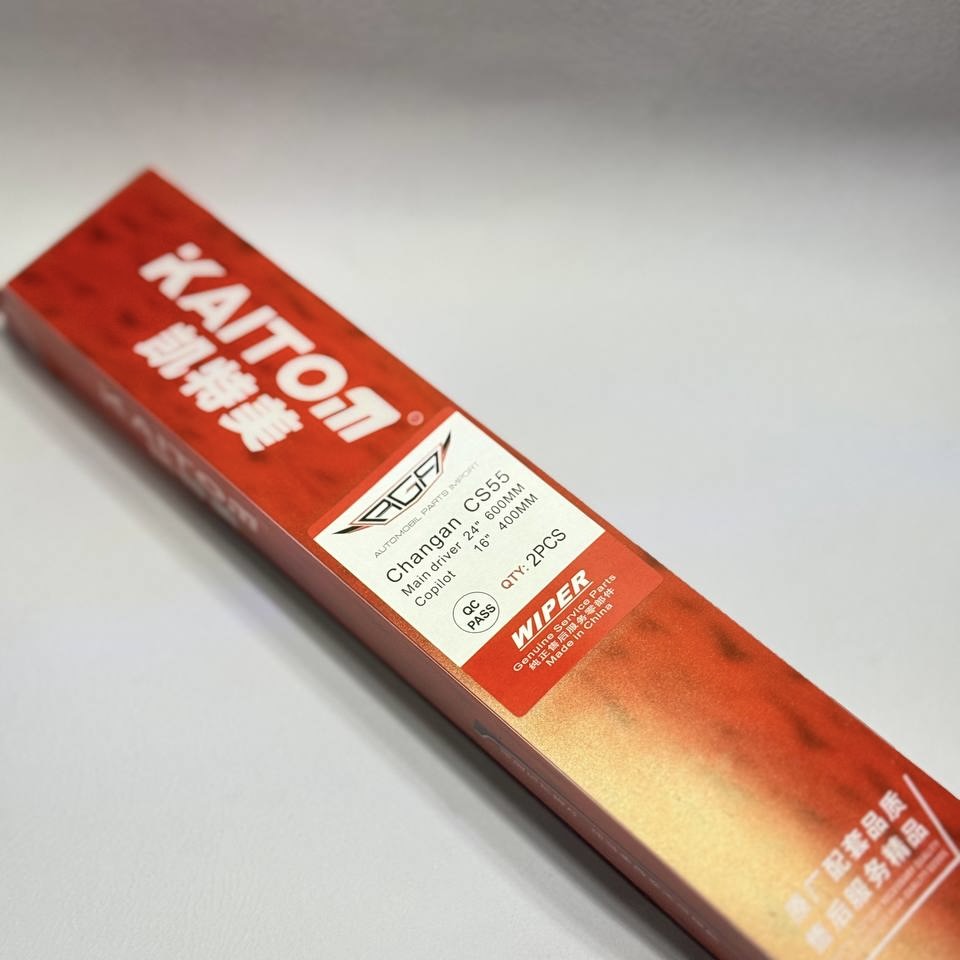 KAITOM
凯特美
AGA
AUTOMOBIL PARTS IMPORT
Changan CS55
Main driver 24" 600MM
Copilot 16" 400MM
QC PASS
QTY: 2PCS
WIPER
Genuine Service Parts
纯正售后服务零部件
Made in China
原厂配套品质
售后服务精品
KAITOM